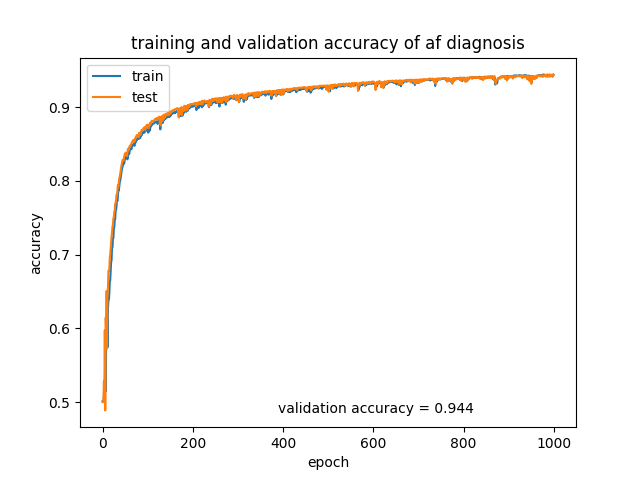 training and validation accuracy of af diagnosis
train
test
0.9
0.8
0.7
0.6
0.5
accuracy
validation accuracy = 0.944
0 200 400 600 800 1000
epoch